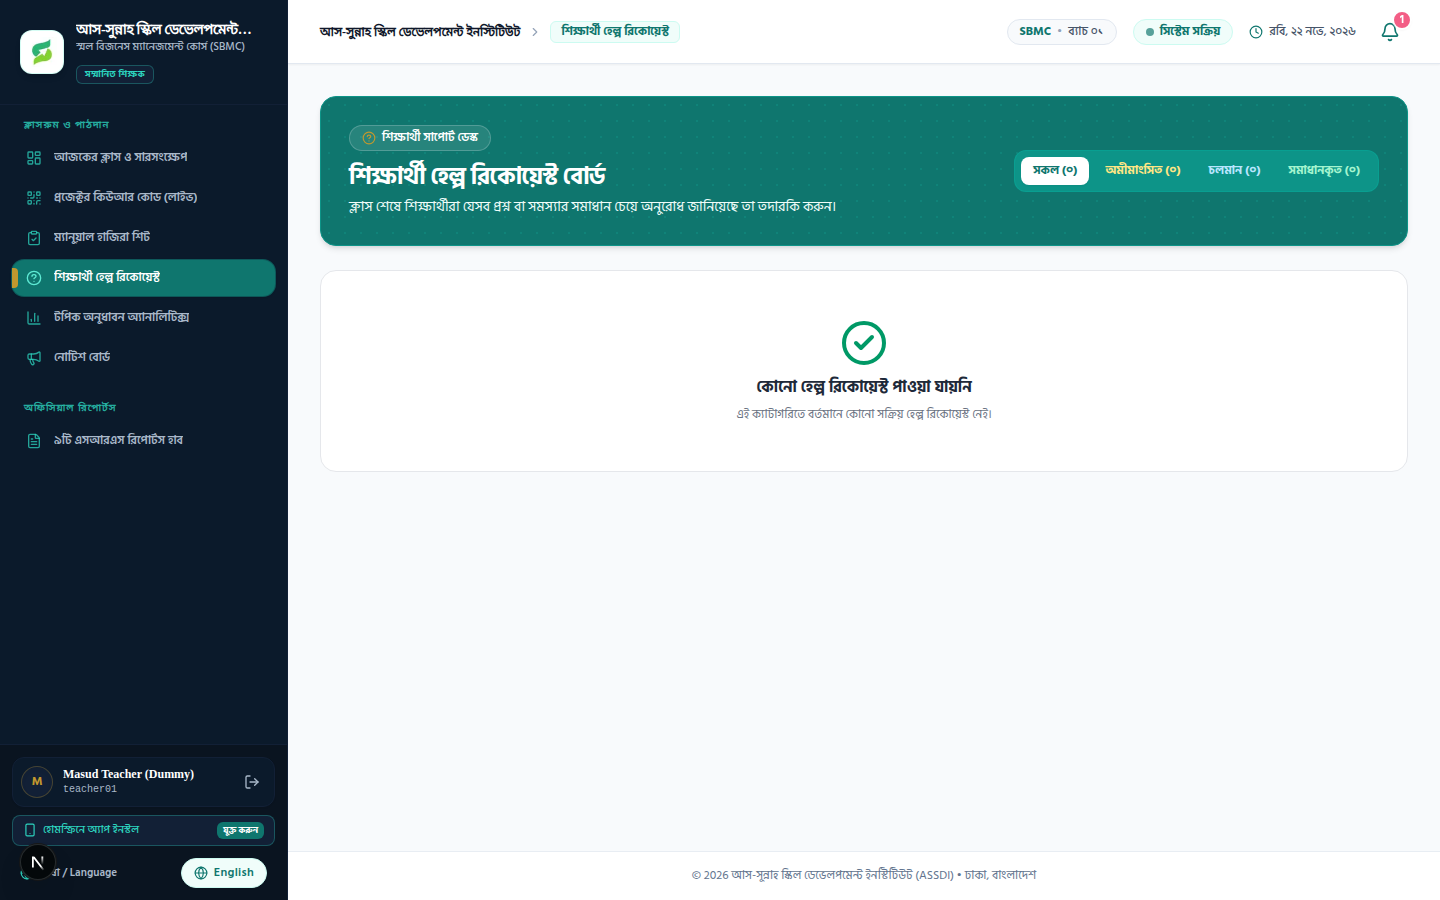 আস-সুন্নাহ স্কিল ডেভেলপমেন্ট...
স্মল বিজনেস ম্যানেজমেন্ট কোর্স (SBMC)
সম্মানিত শিক্ষক
ক্লাসরুম ও পাঠদান
আজকের ক্লাস ও সারসংক্ষেপ
প্রজেক্টর কিউআর কোড (লাইভ)
ম্যানুয়াল হাজিরা শিট
শিক্ষার্থী হেল্প রিকোয়েস্ট
টপিক অনুধাবন অ্যানালিটিক্স
নোটিশ বোর্ড
অফিসিয়াল রিপোর্টস
৯টি এসআরএস রিপোর্টস হাব
Masud Teacher (Dummy)
M
teacher01
হোমস্ক্রিনে অ্যাপ ইনস্টল
যুক্ত করুন
N
/ Language
English
আস-সুন্নাহ স্কিল ডেভেলপমেন্ট ইনস্টিটিউট
শিক্ষার্থী হেল্প রিকোয়েস্ট
SBMC • ব্যাচ ০১
সিস্টেম সক্রিয়
রবি, ২২ নভে, ২০২৬
1
শিক্ষার্থী সাপোর্ট ডেস্ক
শিক্ষার্থী হেল্প রিকোয়েস্ট বোর্ড
ক্লাস শেষে শিক্ষার্থীরা যেসব প্রশ্ন বা সমস্যার সমাধান চেয়ে অনুরোধ জানিয়েছে তা তদারকি করুন।
সকল (০)
অমীমাংসিত (০)
চলমান (০)
সমাধানকৃত (০)
কোনো হেল্প রিকোয়েস্ট পাওয়া যায়নি
এই ক্যাটাগরিতে বর্তমানে কোনো সক্রিয় হেল্প রিকোয়েস্ট নেই।
© 2026 আস-সুন্নাহ স্কিল ডেভেলপমেন্ট ইনস্টিটিউট (ASSDI) • ঢাকা, বাংলাদেশ